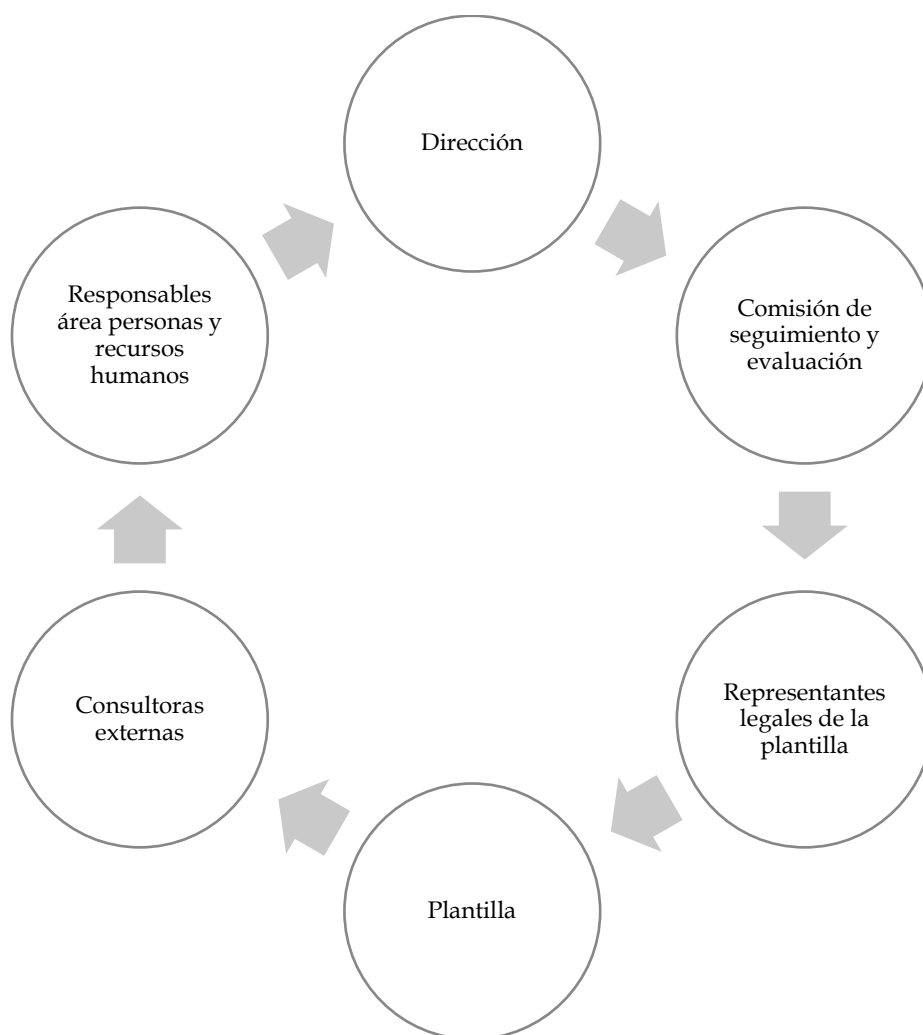 Dirección
Comisión de
seguimiento y
evaluación
Representantes
legales de la
plantilla
Plantilla
Consultoras
externas
Responsables
área personas y
recursos
humanos